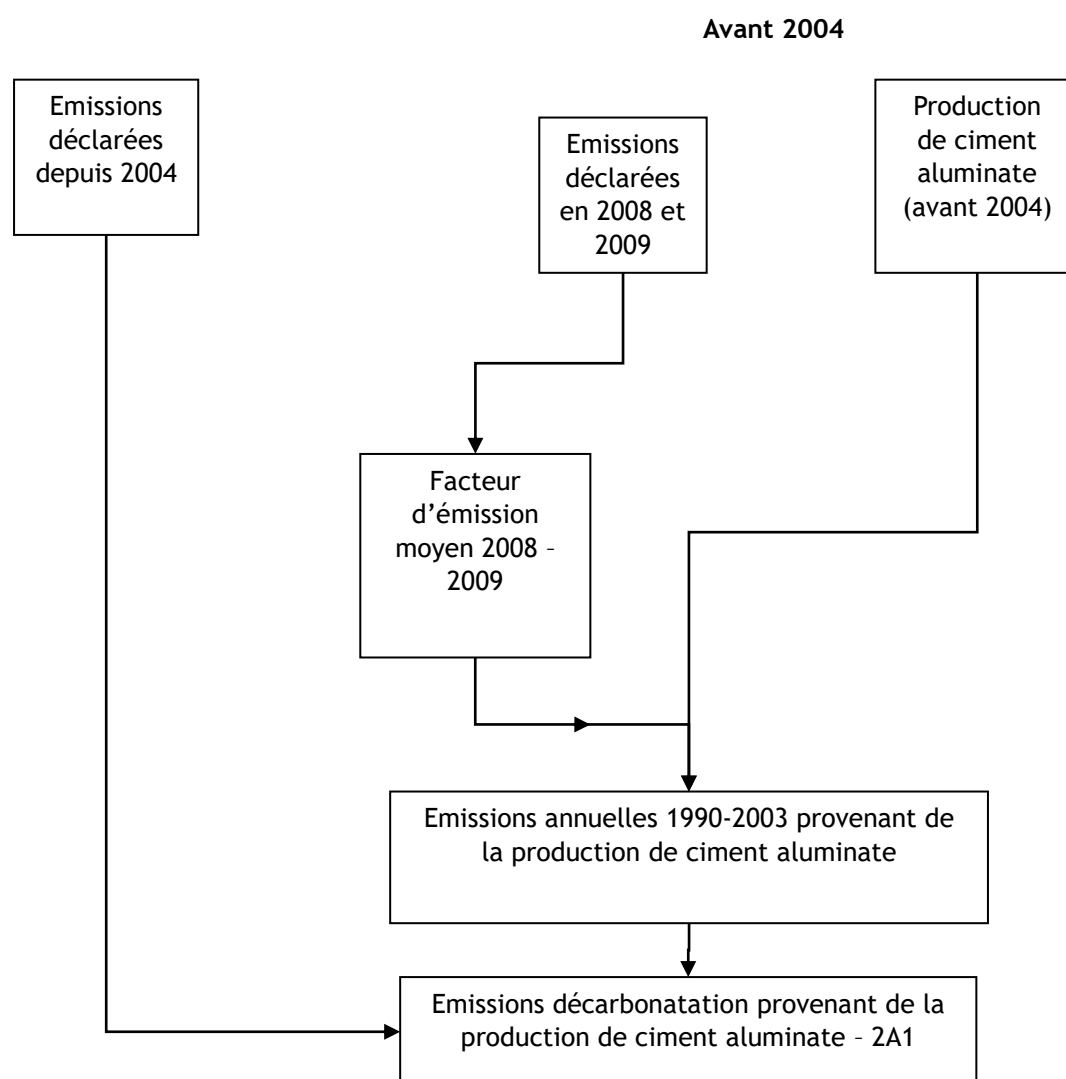 Avant 2004
Emissions
déclarées
depuis 2004
Emissions
déclarées
en 2008 et
2009
Production
de ciment
aluminate
(avant 2004)
Facteur
d’émission
moyen 2008 –
2009
Emissions annuelles 1990-2003 provenant de
la production de ciment aluminate
Emissions décarbonatation provenant de la
production de ciment aluminate – 2A1